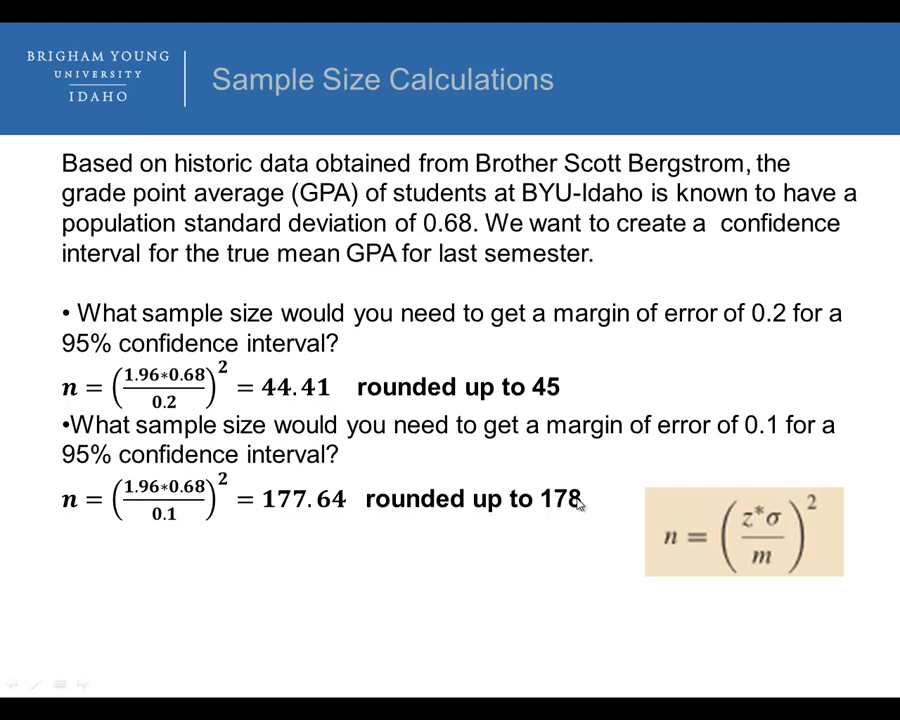 BRIGHAM YOUNG
UNIVERSITY
IDAHO
Sample Size Calculations
Based on historic data obtained from Brother Scott Bergstrom, the
grade point average (GPA) of students at BYU-Idaho is known to have a
population standard deviation of 0.68. We want to create a confidence
interval for the true mean GPA for last semester.
• What sample size would you need to get a margin of error of 0.2 for a
95% confidence interval?
n = (1.96*0.68/0.2)^2 = 44.41 rounded up to 45
•What sample size would you need to get a margin of error of 0.1 for a
95% confidence interval?
n = (1.96*0.68/0.1)^2 = 177.64 rounded up to 178
n = (z*σ/m)^2